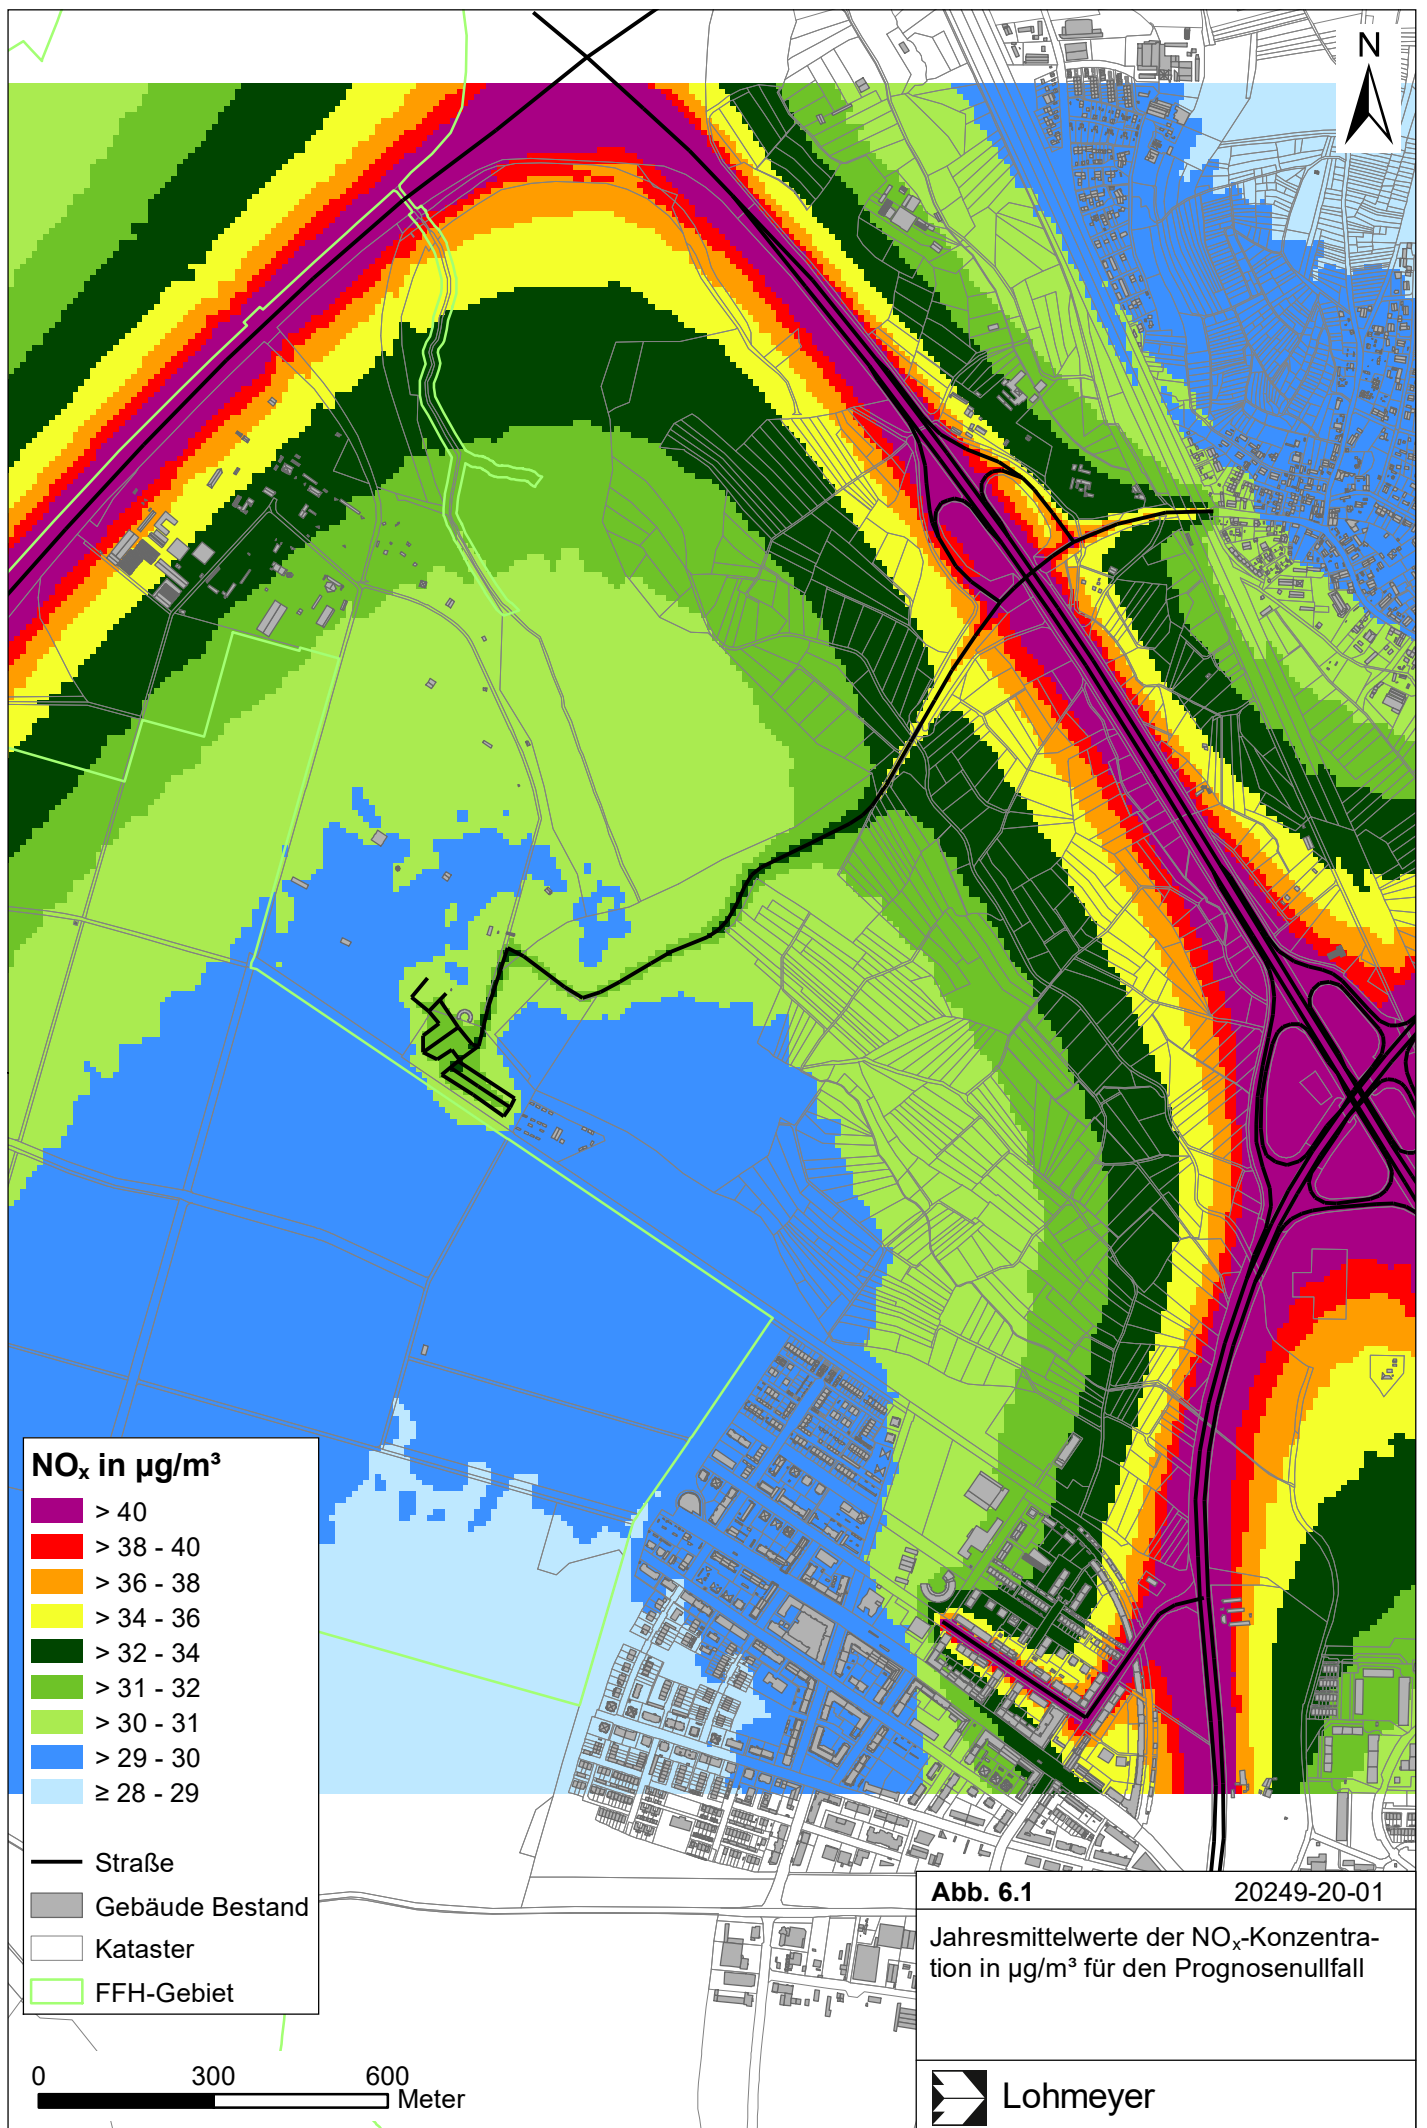 N
NOₓ in µg/m³
> 40
> 38 - 40
> 36 - 38
> 34 - 36
> 32 - 34
> 31 - 32
> 30 - 31
> 29 - 30
≥ 28 - 29
Straße
Gebäude Bestand
Kataster
FFH-Gebiet
0 300 600
Meter
Abb. 6.1 20249-20-01
Jahresmittelwerte der NOₓ-Konzentra-
tion in µg/m³ für den Prognosenullfall
Lohmeyer